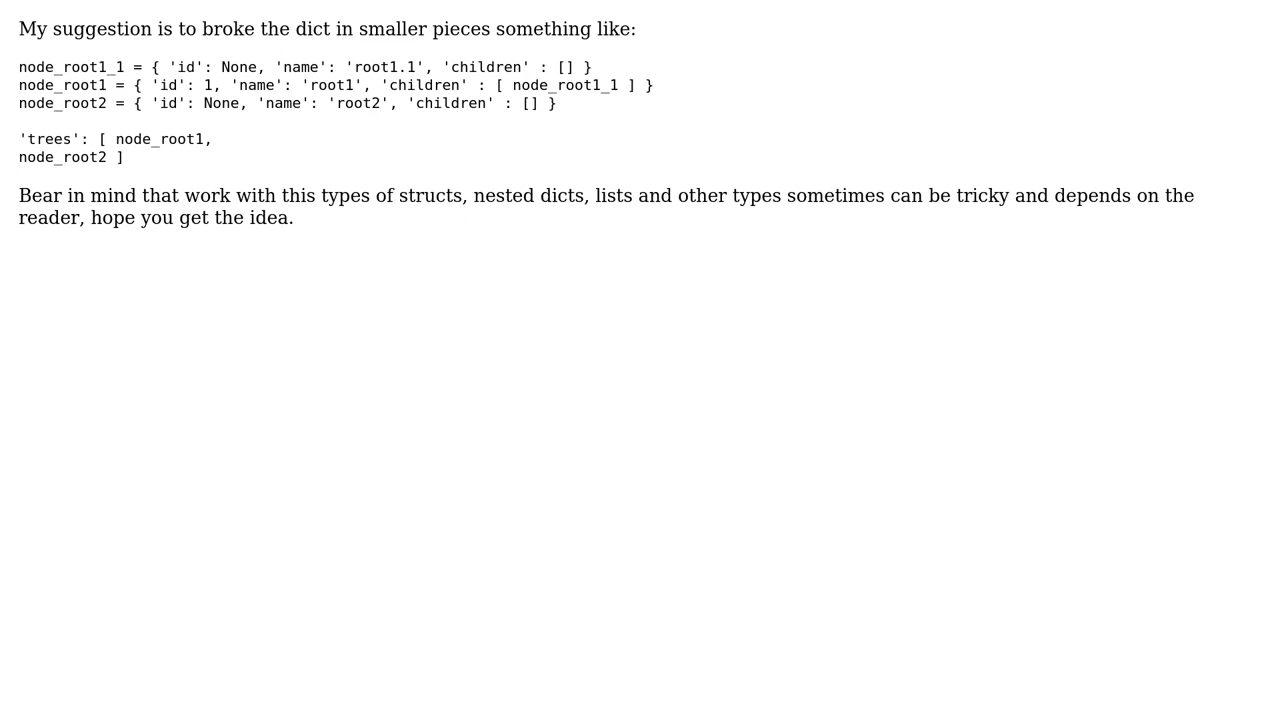 My suggestion is to broke the dict in smaller pieces something like:
node_root1_1 = { 'id': None, 'name': 'root1.1', 'children' : [] }
node_root1 = { 'id': 1, 'name': 'root1', 'children' : [ node_root1_1 ] }
node_root2 = { 'id': None, 'name': 'root2', 'children' : [] }
'trees': [ node_root1,
node_root2 ]
Bear in mind that work with this types of structs, nested dicts, lists and other types sometimes can be tricky and depends on the
reader, hope you get the idea.